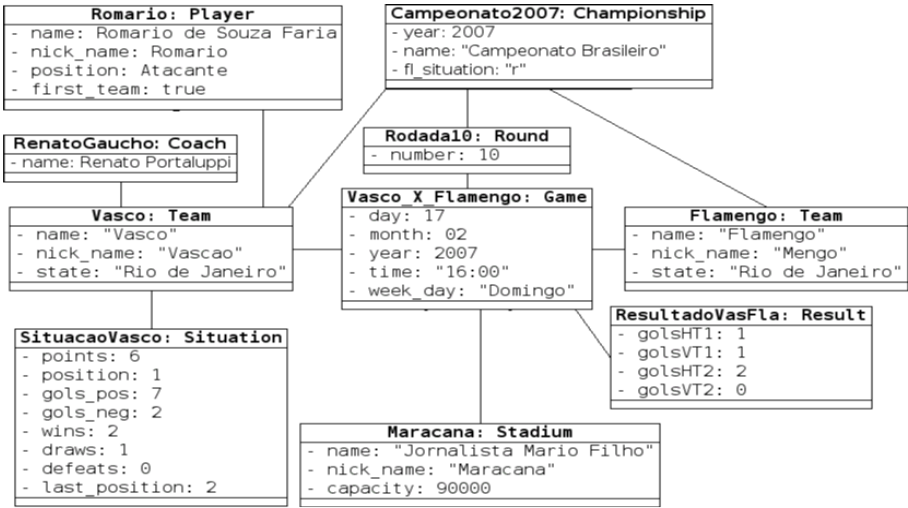 Romario: Player
- name: Romario de Souza Faria
- nick_name: Romario
- position: Atacante
- first_team: true
Campeonato2007: Championship
- year: 2007
- name: "Campeonato Brasileiro"
- fl_situation: "r"
RenatoGaucho: Coach
- name: Renato Portaluppi
Rodada10: Round
- number: 10
Vasco: Team
- name: "Vasco"
- nick_name: "Vascao"
- state: "Rio de Janeiro"
Vasco_X_Flamengo: Game
- day: 17
- month: 02
- year: 2007
- time: "16:00"
- week_day: "Domingo"
Flamengo: Team
- name: "Flamengo"
- nick_name: "Mengo"
- state: "Rio de Janeiro"
SituacaoVasco: Situation
- points: 6
- position: 1
- gols_pos: 7
- gols_neg: 2
- wins: 2
- draws: 1
- defeats: 0
- last_position: 2
ResultadoVasFla: Result
- golsHT1: 1
- golsVT1: 1
- golsHT2: 2
- golsVT2: 0
Maracana: Stadium
- name: "Jornalista Mario Filho"
- nick_name: "Maracana"
- capacity: 90000